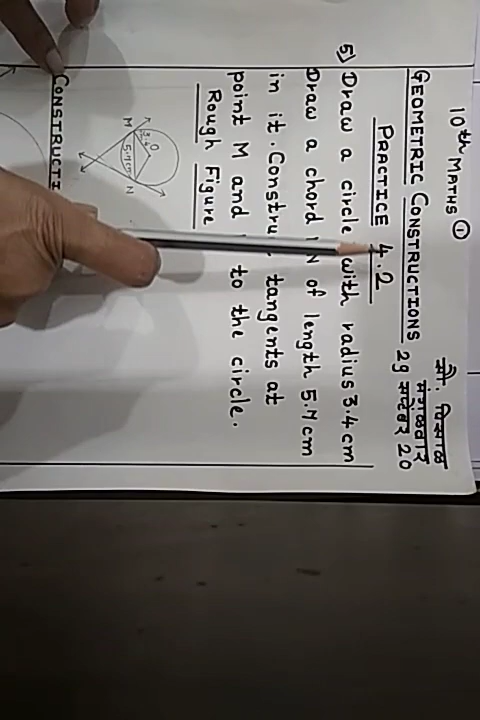 10th MATHS ①
श्री. विसाळ
मंगळवार
29 सप्टेंबर 20
GEOMETRIC CONSTRUCTIONS
PRACTICE 4.2
5) Draw a circle with radius 3.4 cm
Draw a chord N of length 5.7 cm
in it. Constru tangents at
point M and to the circle.
Rough Figure
O
3.4
M
5.7 cm
N
CONSTRUCTI